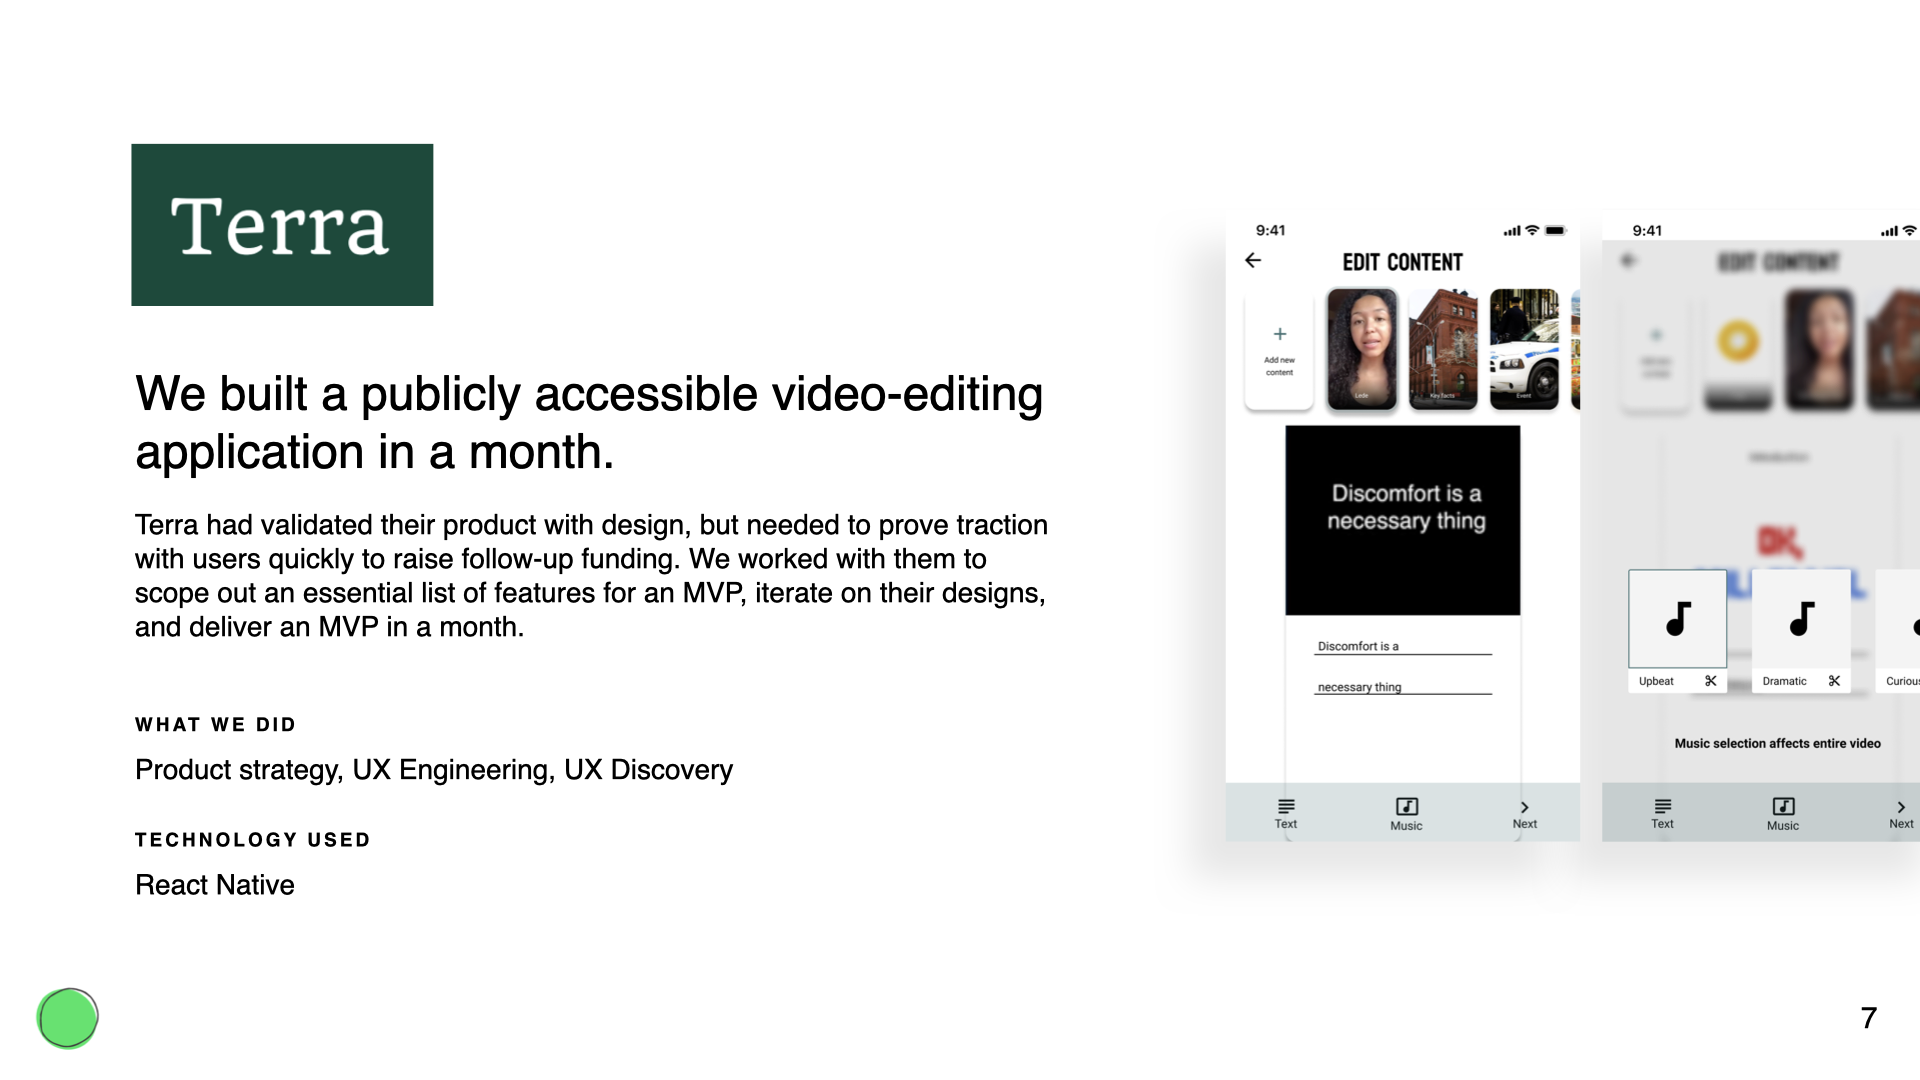 Terra
We built a publicly accessible video-editing
application in a month.
Terra had validated their product with design, but needed to prove traction
with users quickly to raise follow-up funding. We worked with them to
scope out an essential list of features for an MVP, iterate on their designs,
and deliver an MVP in a month.
WHAT WE DID
Product strategy, UX Engineering, UX Discovery
TECHNOLOGY USED
React Native
9:41
EDIT CONTENT
Add new
content
Lede
Key facts
Event
Discomfort is a
necessary thing
Discomfort is a
necessary thing
Text
Music
Next
9:41
EDIT CONTENT
Upbeat
Dramatic
Music selection affects entire video
Text
Music
Next
7